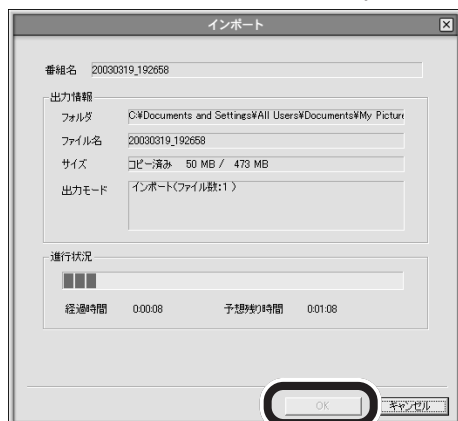 インポート
番組名 20030319_192658
出力情報
フォルダ C:¥Documents and Settings¥All Users¥Documents¥My Picture
ファイル名 20030319_192658
サイズ コピー済み 50 MB / 473 MB
出力モード インポート(ファイル数:1 )
進行状況
経過時間 0:00:08 予想残り時間 0:01:08
OK キャンセル